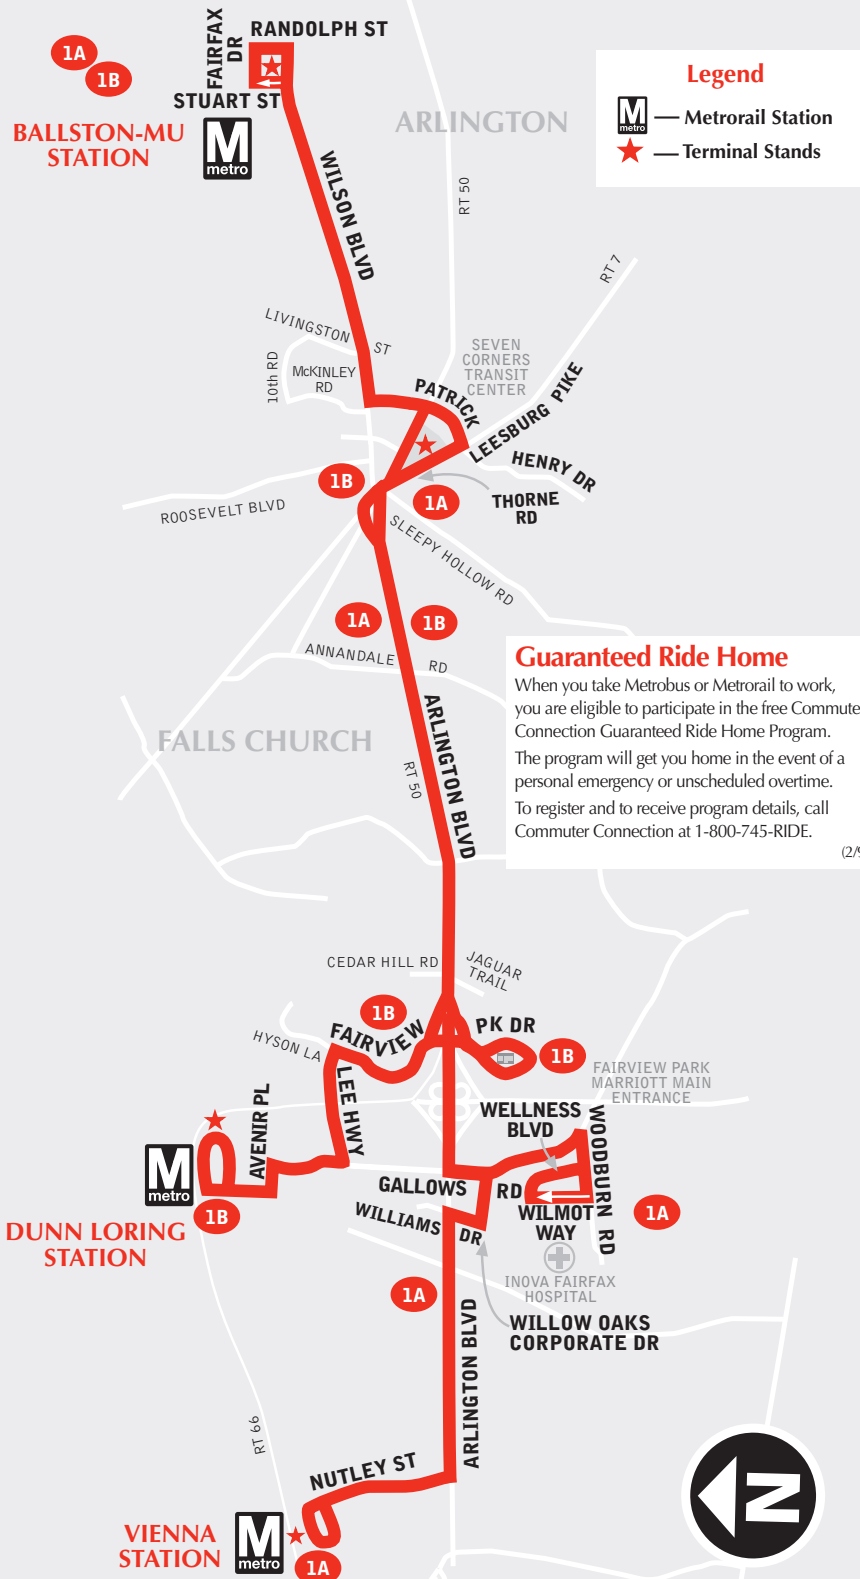 FAIRFAX
DR
RANDOLPH ST
1A
1B
STUART ST
BALLSTON-MU
STATION
M
metro
ARLINGTON
Legend
M
metro
— Metrorail Station
— Terminal Stands
WILSON BLVD
RT 50
RT 7
LIVINGSTON
ST
10th RD
McKINLEY
RD
SEVEN
CORNERS
TRANSIT
CENTER
PATRICK
LEESBURG PIKE
HENRY DR
1B
1A
THORNE
RD
ROOSEVELT BLVD
SLEEPY HOLLOW RD
1A
1B
ANNANDALE
RD
Guaranteed Ride Home
When you take Metrobus or Metrorail to work,
you are eligible to participate in the free Commute
Connection Guaranteed Ride Home Program.
The program will get you home in the event of a
personal emergency or unscheduled overtime.
To register and to receive program details, call
Commuter Connection at 1-800-745-RIDE.
(2/9
FALLS CHURCH
RT 50
ARLINGTON BLVD
CEDAR HILL RD
JAGUAR
TRAIL
1B
FAIRVIEW
PK DR
1B
HYSON LA
FAIRVIEW PARK
MARRIOTT MAIN
ENTRANCE
LEE HWY
AVENIR PL
WELLNESS
BLVD
WOODBURN RD
M
metro
GALLOWS
RD
1B
DUNN LORING
STATION
WILLIAMS
DR
WILMOT
WAY
1A
INOVA FAIRFAX
HOSPITAL
1A
WILLOW OAKS
CORPORATE DR
ARLINGTON BLVD
RT 66
NUTLEY ST
VIENNA
STATION
M
metro
1A
N